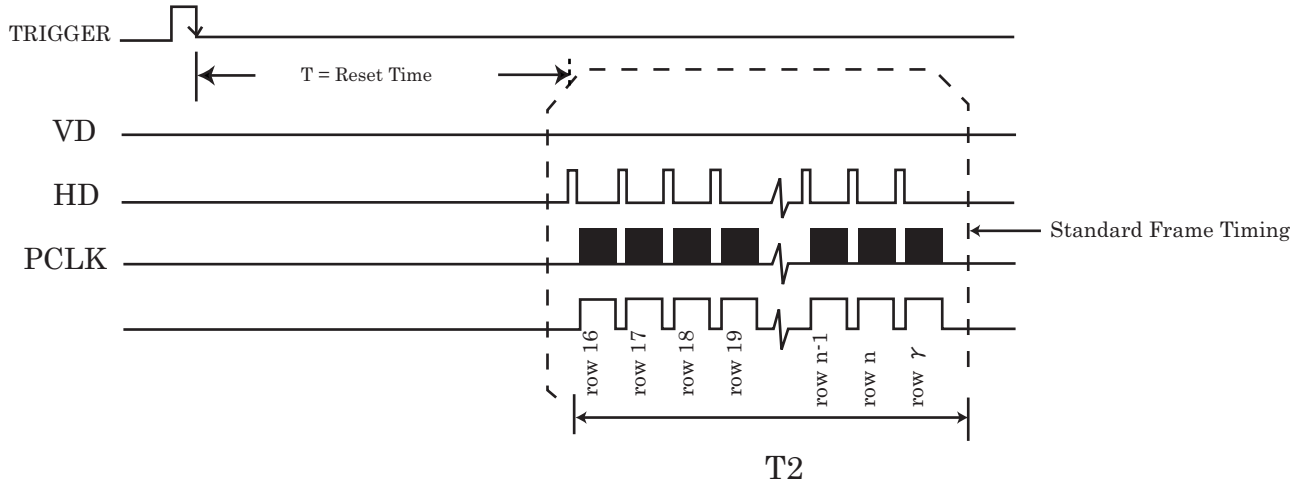 TRIGGER
T = Reset Time
VD
HD
Standard Frame Timing
PCLK
row 16
row 17
row 18
row 19
row n-1
row n
row γ
T2